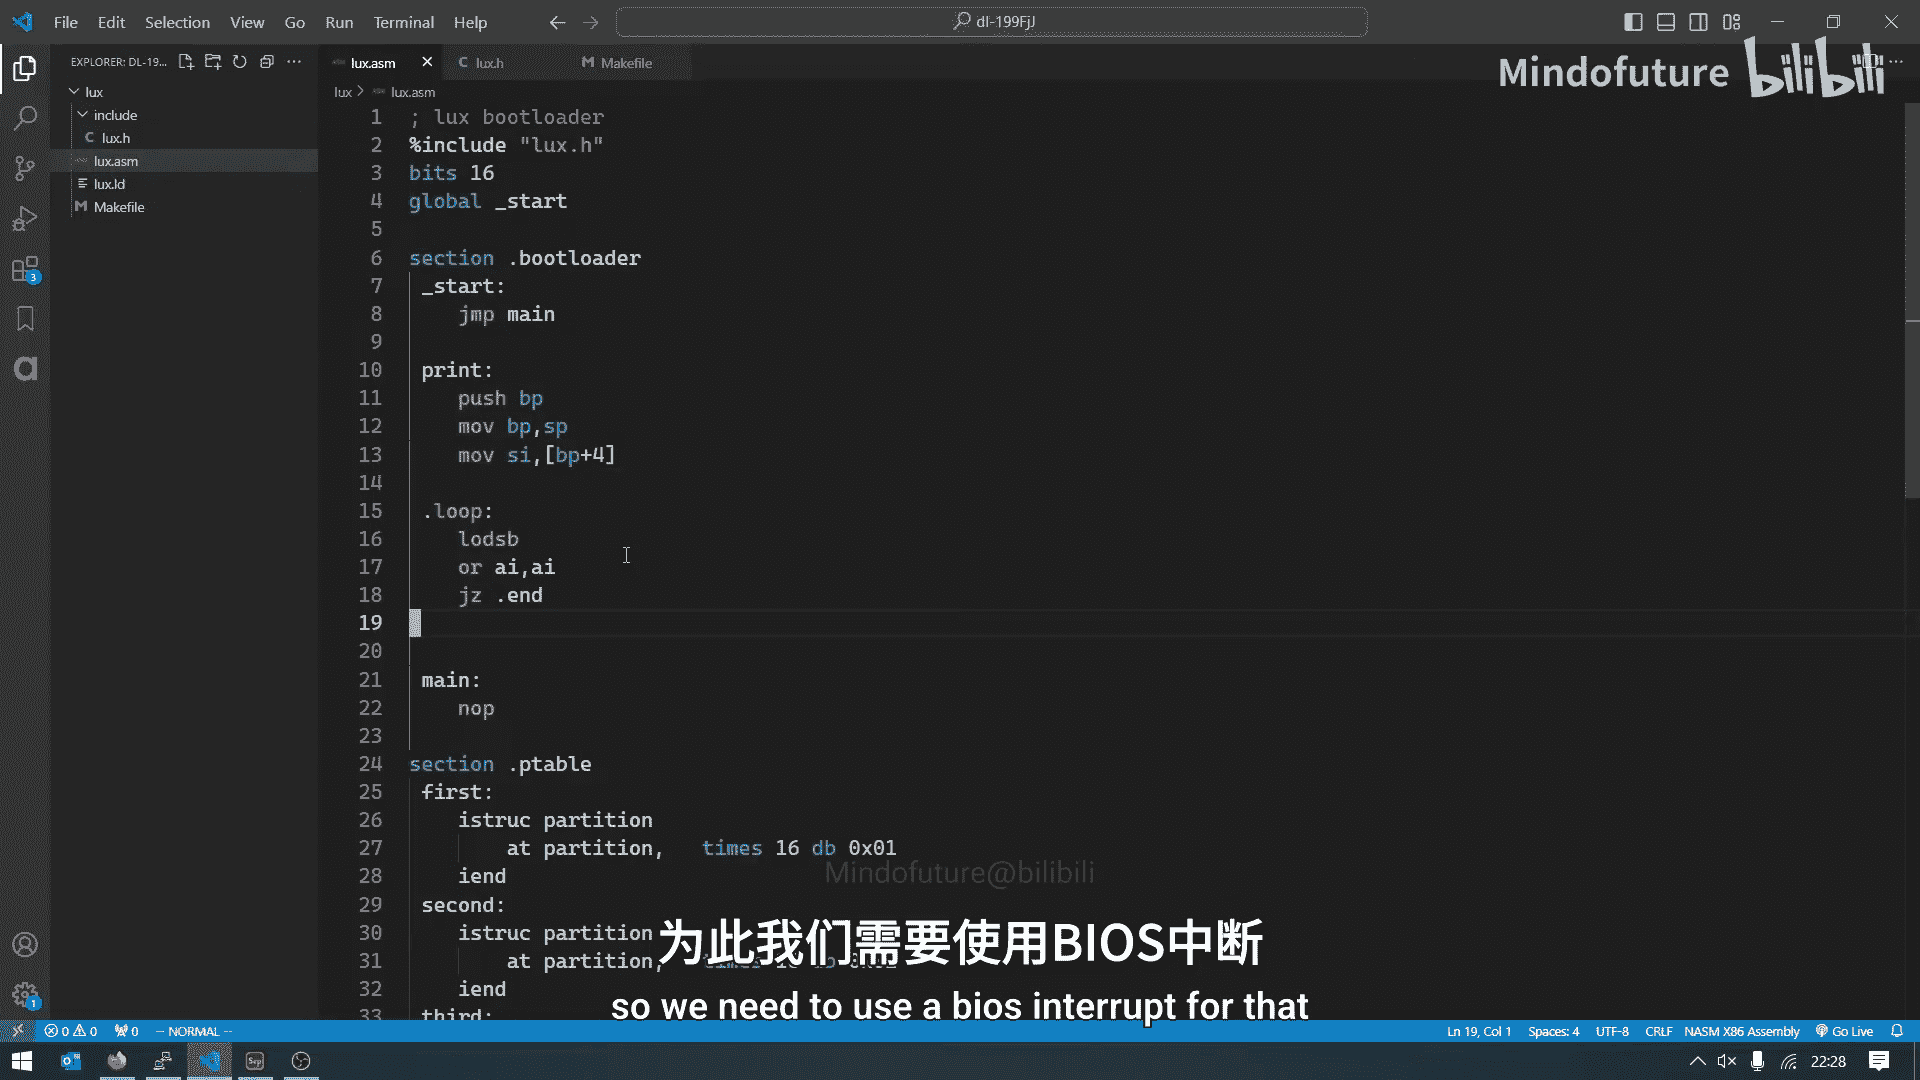 File Edit Selection View Go Run Terminal Help
dl-199FjJ
EXPLORER: DL-19...
lux
include
C lux.h
lux.asm
lux.ld
M Makefile
lux.asm
C lux.h
M Makefile
Mindofuture bilibili
lux > lux.asm
1 ; lux bootloader
2 %include "lux.h"
3 bits 16
4 global _start
5
6 section .bootloader
7 _start:
8 jmp main
9
10 print:
11 push bp
12 mov bp,sp
13 mov si,[bp+4]
14
15 .loop:
16 lodsb
17 or ai,ai
18 jz .end
19
20
21 main:
22 nop
23
24 section .ptable
25 first:
26 istruc partition
27 at partition, times 16 db 0x01
28 iend
29 second:
30 istruc partition
31 at partition,
32 iend
33 third:
Mindofuture@bilibili
为此我们需要使用BIOS中断
so we need to use a bios interrupt for that
3
1
0 0 0 -- NORMAL --
Ln 19, Col 1 Spaces: 4 UTF-8 CRLF NASM X86 Assembly Go Live
22:28